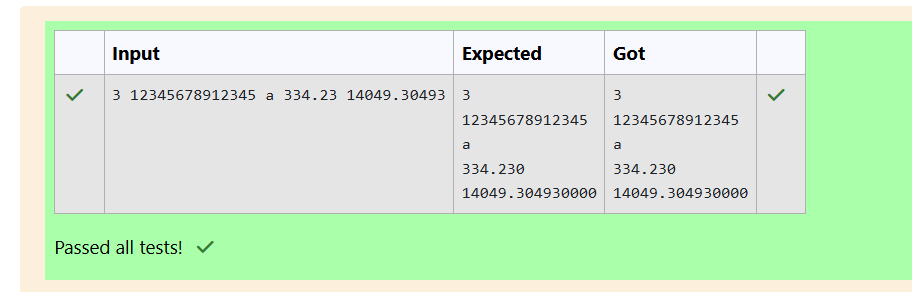 Input Expected Got
3 12345678912345 a 334.23 14049.30493 3 3
12345678912345 12345678912345
a a
334.230 334.230
14049.304930000 14049.304930000
Passed all tests!